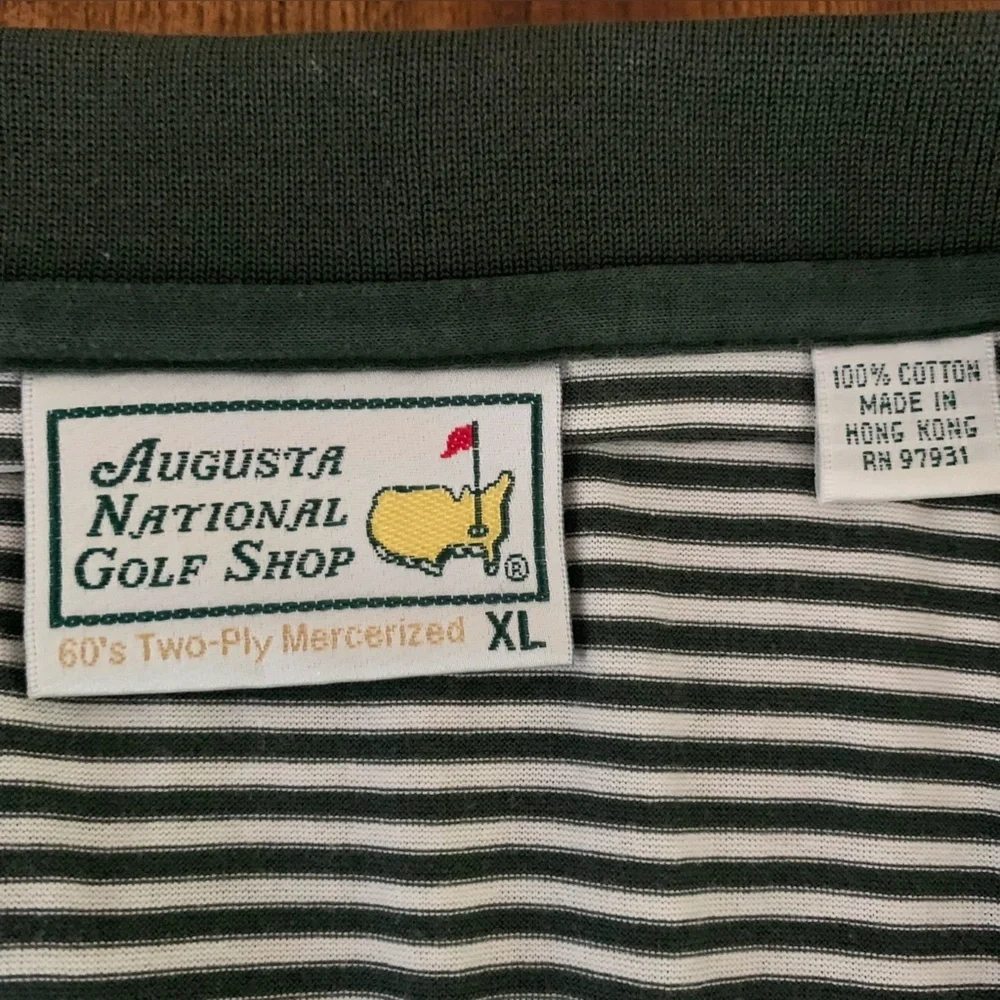 AUGUSTA
NATIONAL
GOLF SHOP
®
60's Two-Ply Mercerized XL
100% COTTON
MADE IN
HONG KONG
RN 97931